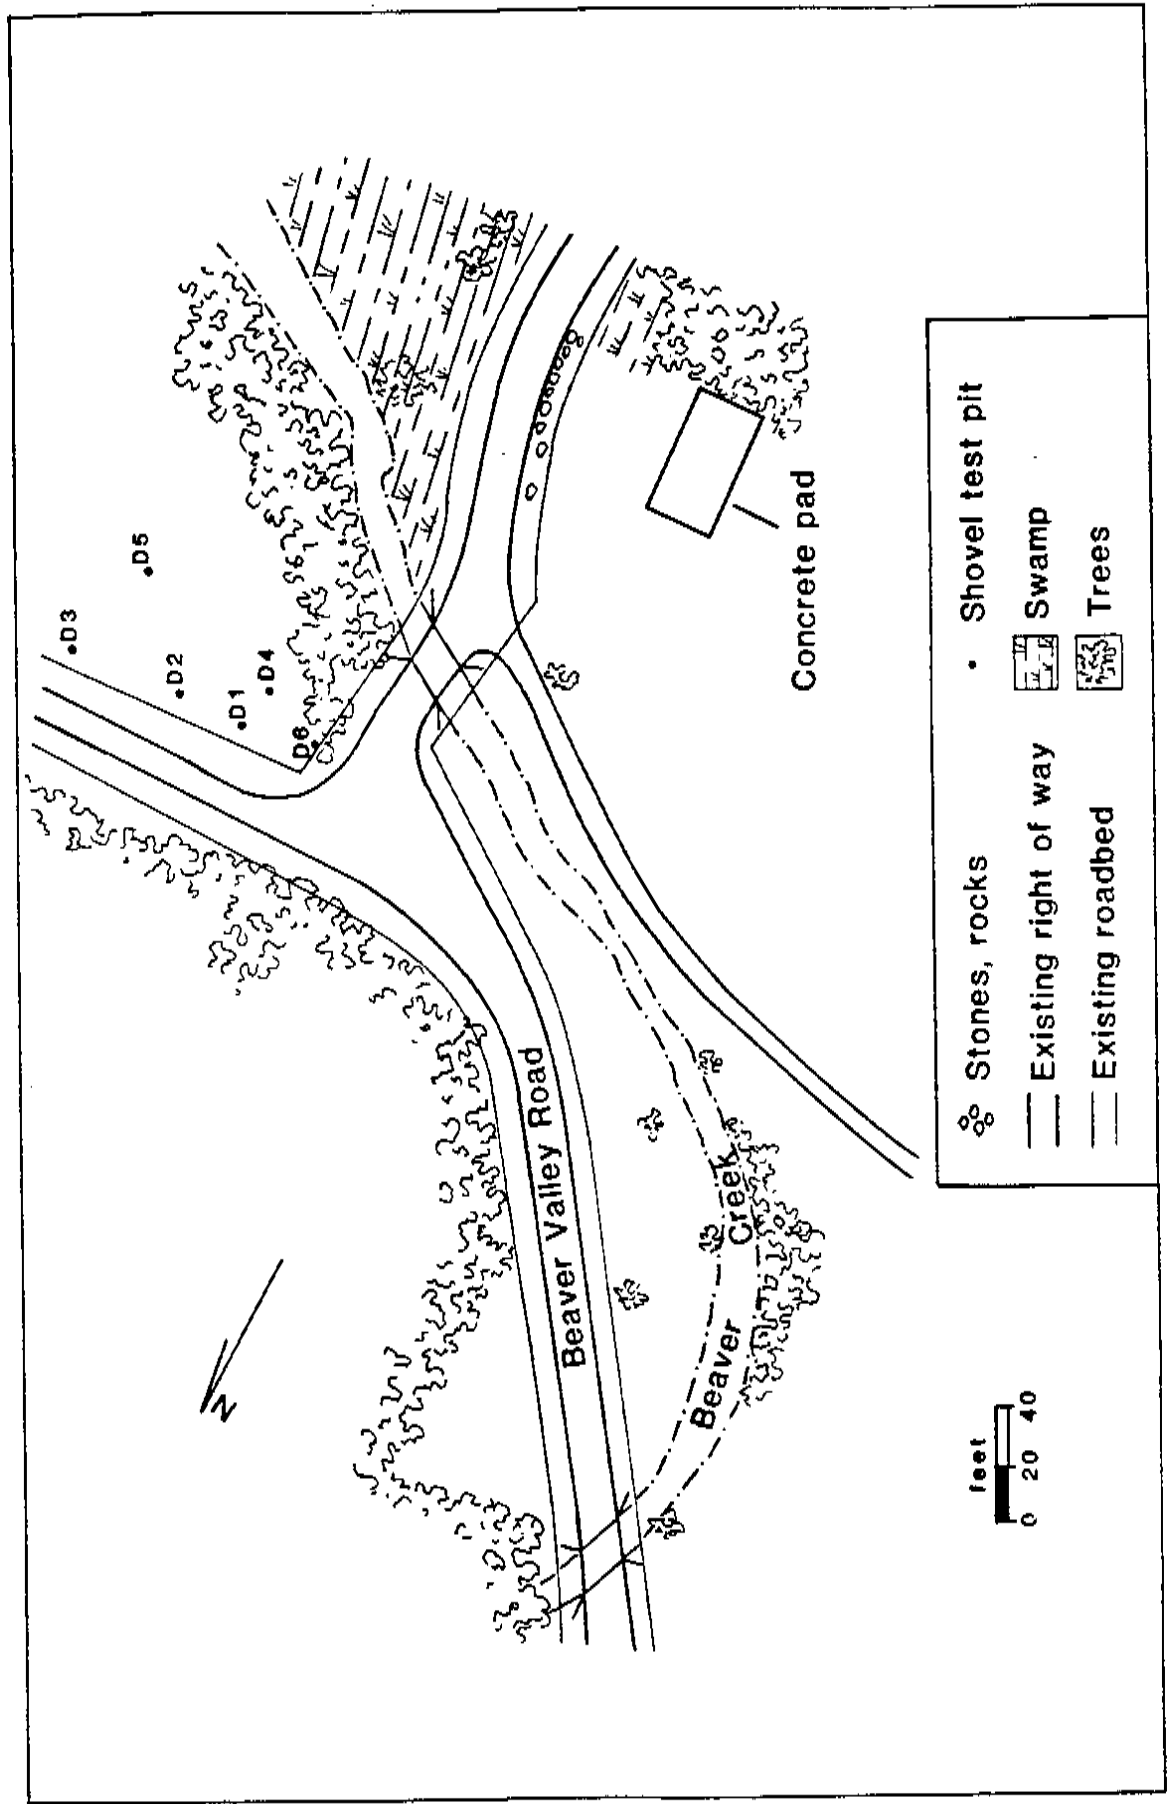 D3
D5
D2
D1
D4
D6
N
Beaver Valley Road
Beaver Creek
Concrete pad
feet
0 20 40
Stones, rocks
Existing right of way
Existing roadbed
Shovel test pit
Swamp
Trees